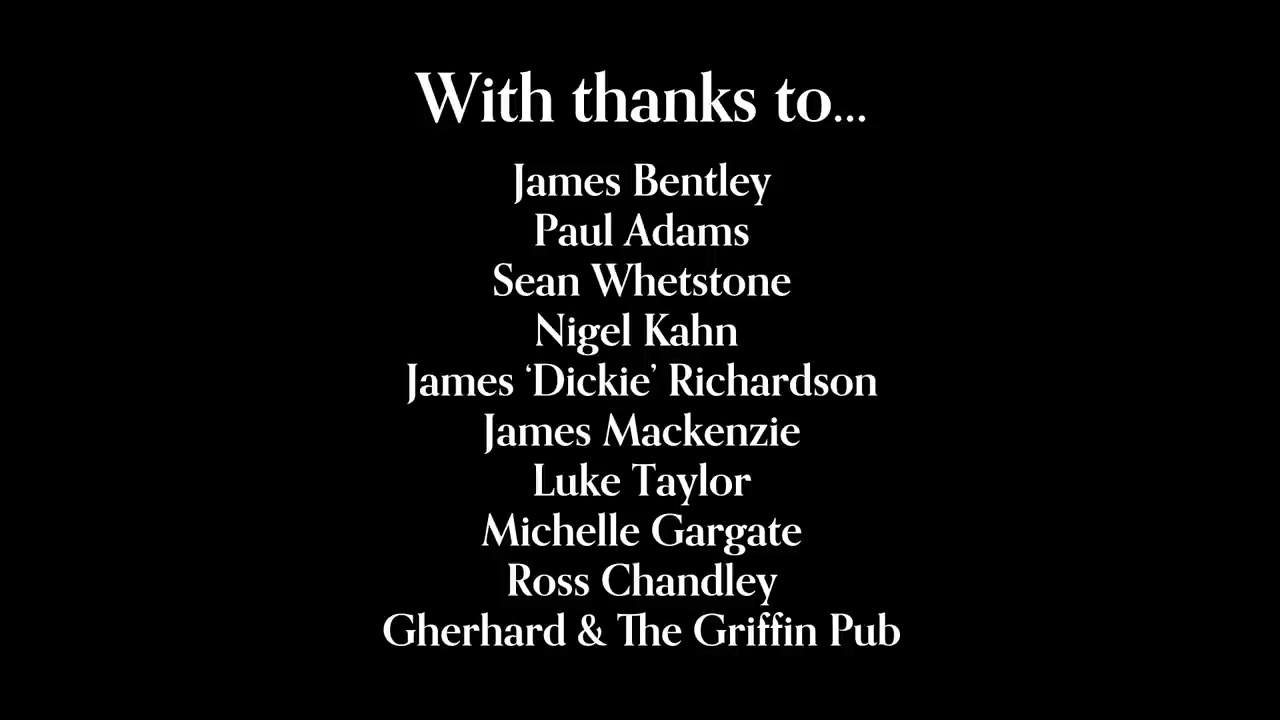 With thanks to...
James Bentley
Paul Adams
Sean Whetstone
Nigel Kahn
James ‘Dickie’ Richardson
James Mackenzie
Luke Taylor
Michelle Gargate
Ross Chandley
Gherhard & The Griffin Pub